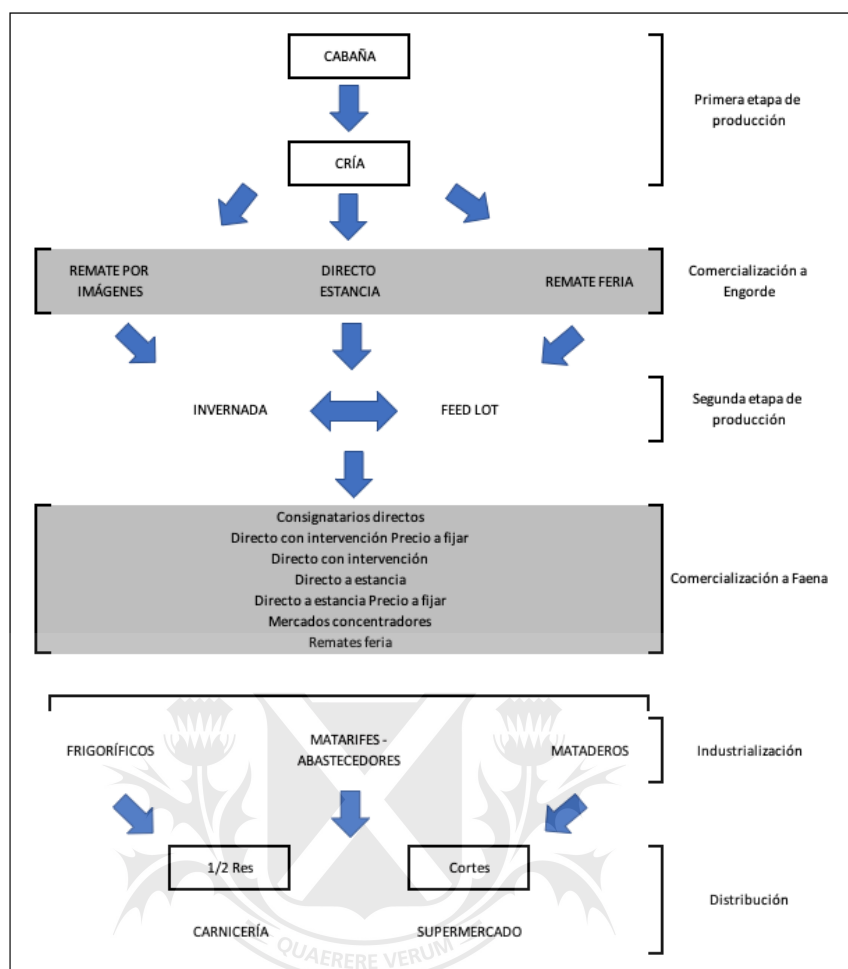 CABAÑA
Primera etapa de
producción
CRÍA
REMATE POR
IMÁGENES
DIRECTO
ESTANCIA
REMATE FERIA
Comercialización a
Engorde
INVERNADA
FEED LOT
Segunda etapa de
producción
Consignatarios directos
Directo con intervención Precio a fijar
Directo con intervención
Directo a estancia
Directo a estancia Precio a fijar
Mercados concentradores
Remates feria
Comercialización a Faena
FRIGORÍFICOS
MATARIFES -
ABASTECEDORES
MATADEROS
Industrialización
1/2 Res
Cortes
Distribución
CARNICERÍA
SUPERMERCADO
QUAERERE VERUM